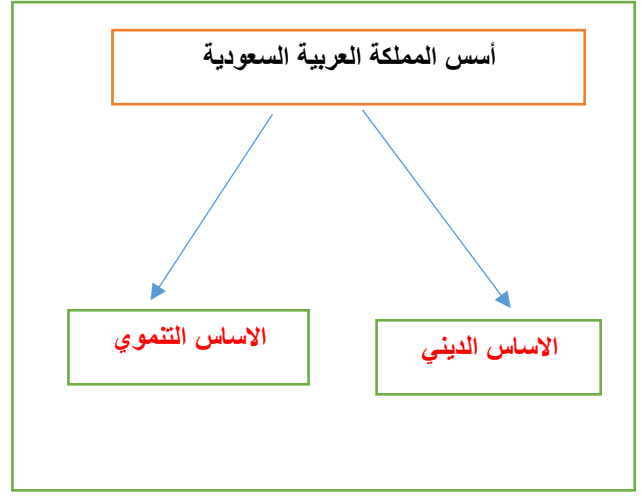 أسس المملكة العربية السعودية
الاساس الديني
الاساس التنموي